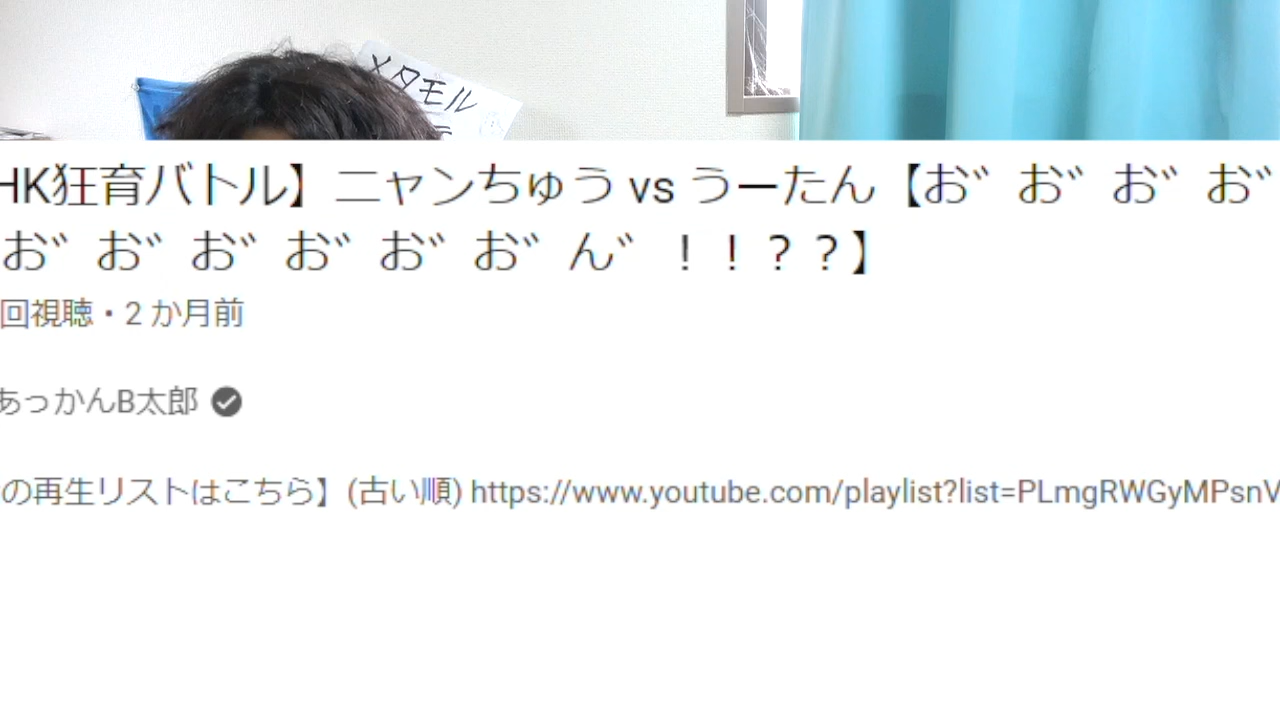 メタモル
HK狂育バトル】ニャンちゅう vs うーたん【お゛お゛お゛お゛
お゛お゛お゛お゛お゛お゛ん゛！！？？】
回視聴・2 か月前
あっかんB太郎
の再生リストはこちら】(古い順) https://www.youtube.com/playlist?list=PLmgRWGyMPsnV